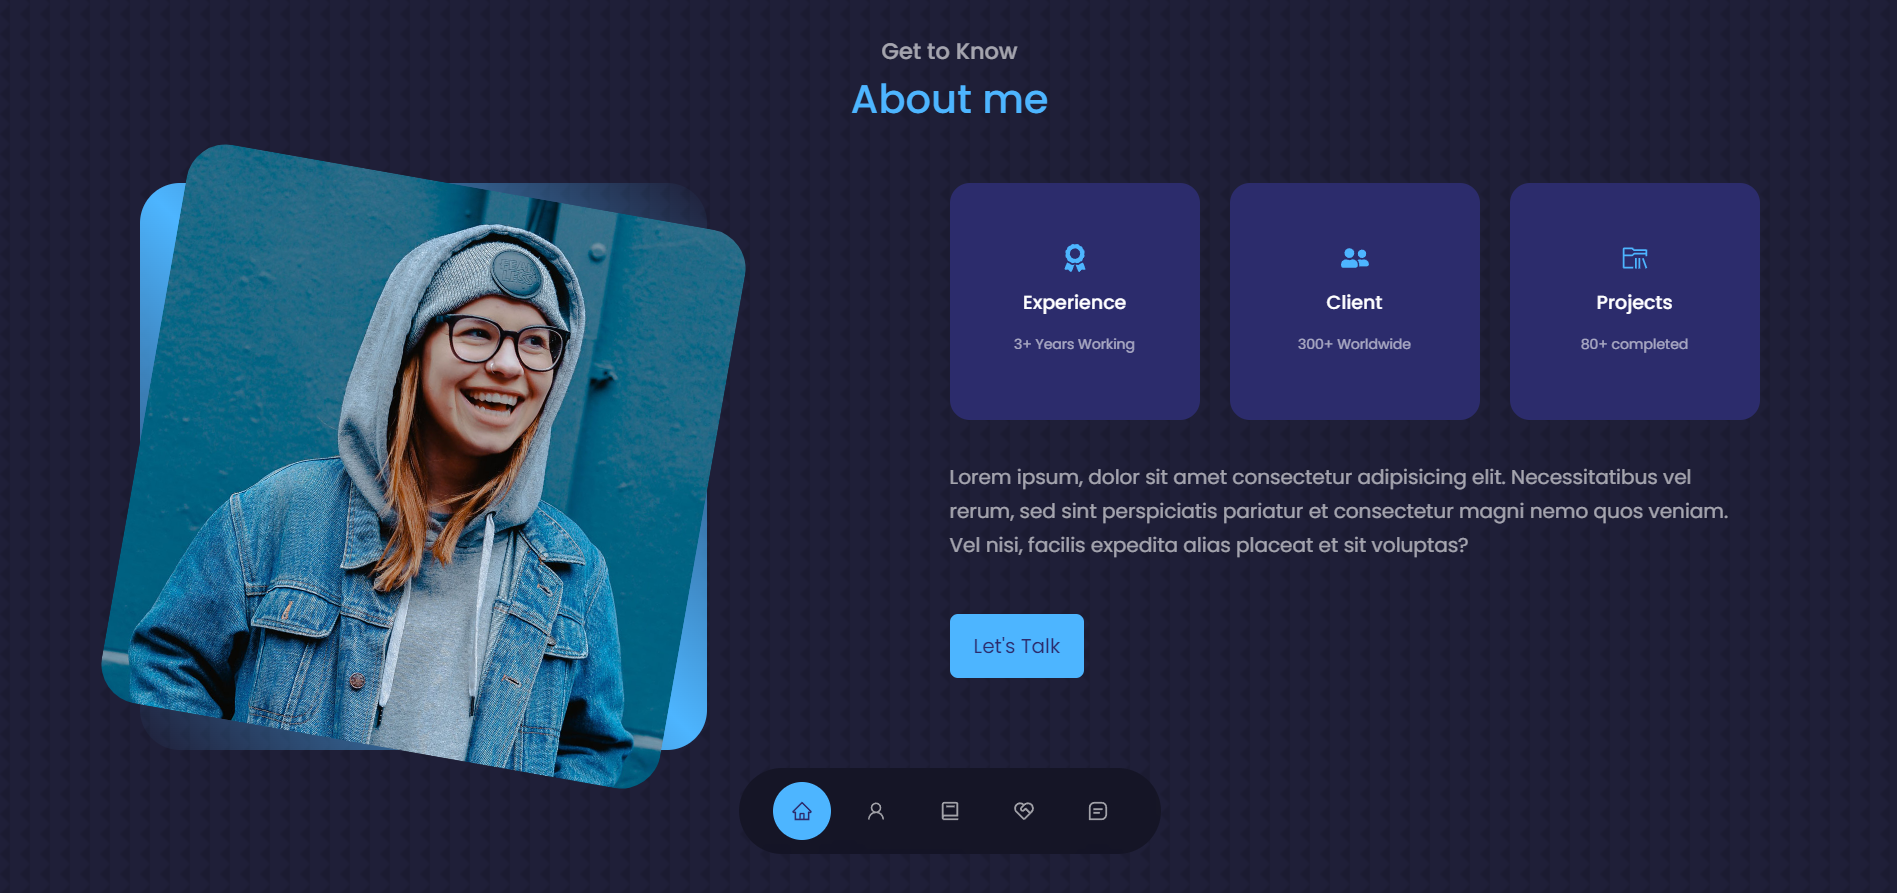 Get to Know
About me
Experience
3+ Years Working
Client
300+ Worldwide
Projects
80+ completed
Lorem ipsum, dolor sit amet consectetur adipisicing elit. Necessitatibus vel
rerum, sed sint perspiciatis pariatur et consectetur magni nemo quos veniam.
Vel nisi, facilis expedita alias placeat et sit voluptas?
Let's Talk